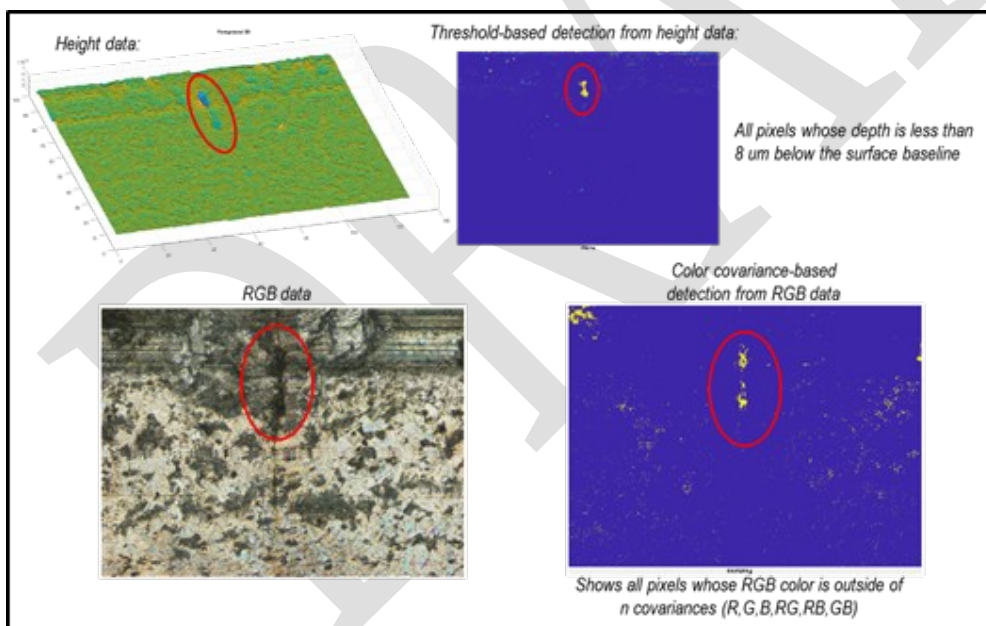 Height data:
Threshold-based detection from height data:
All pixels whose depth is less than
8 um below the surface baseline
RGB data
Color covariance-based
detection from RGB data
Shows all pixels whose RGB color is outside of
n covariances (R,G,B,RG,RB,GB)